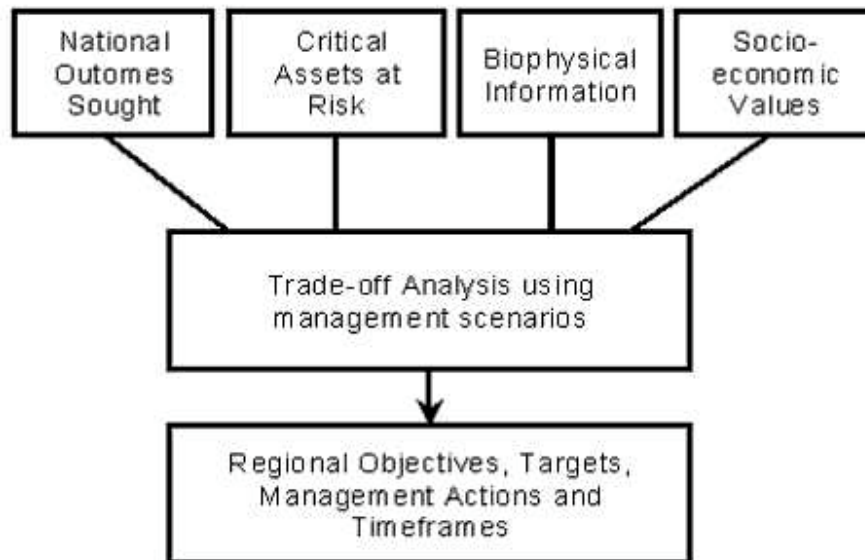 National
Outomes
Sought
Critical
Assets at
Risk
Biophysical
Information
Socio-
economic
Values
Trade-off Analysis using
management scenarios
Regional Objectives, Targets,
Management Actions and
Timeframes